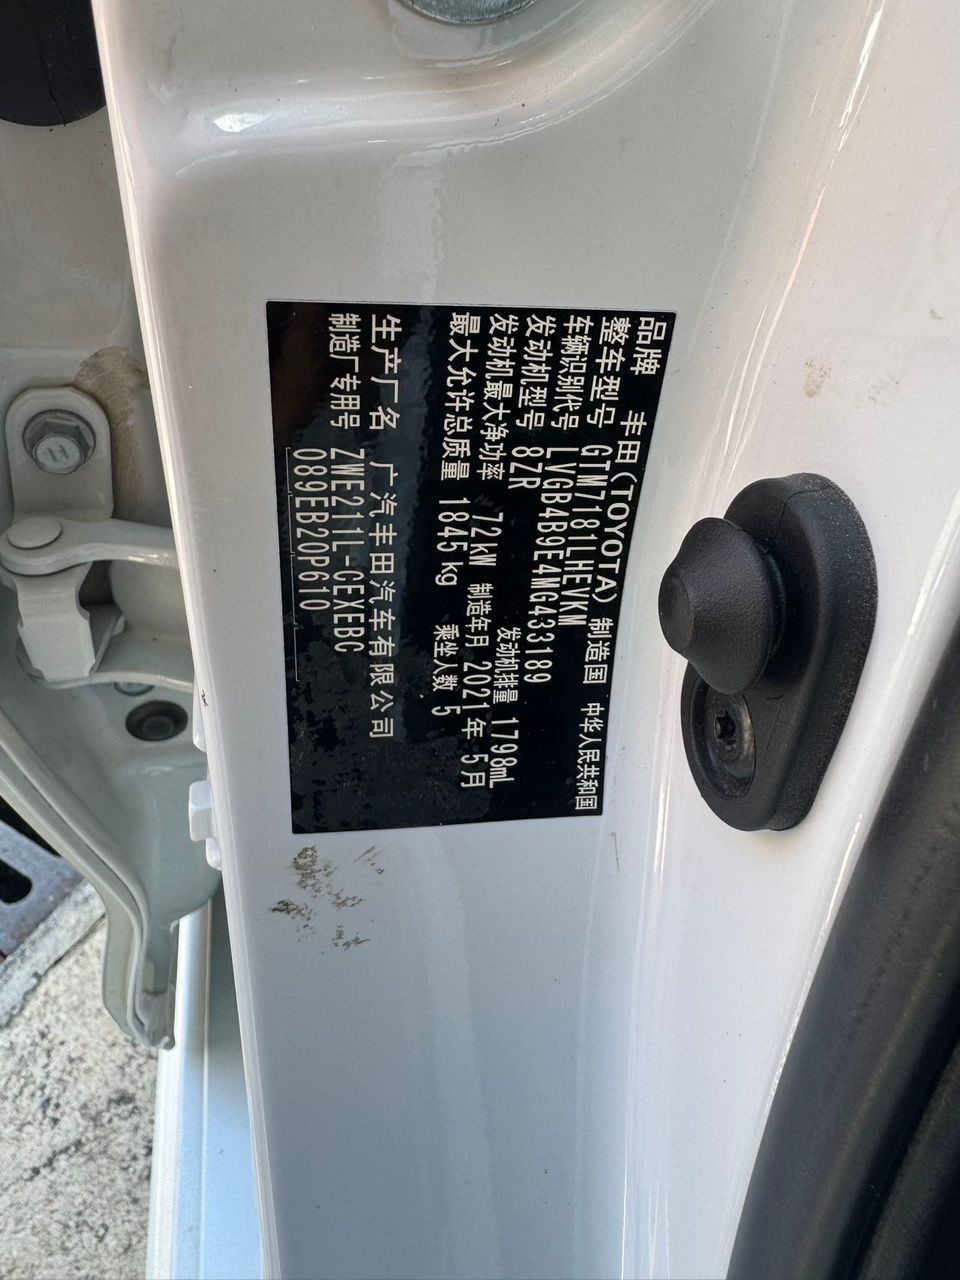 品牌 丰田(TOYOTA) 制造国 中华人民共和国
整车型号 GTM7181LHEVKM
车辆识别代号 LVGB4B9E4MG433189
发动机型号 8ZR 发动机排量 1798mL
发动机最大净功率 72kW 制造年月 2021年 5月
最大允许总质量 1845kg 乘坐人数 5
生产厂名 广汽丰田汽车有限公司
制造厂专用号 ZWE211L-GEXEBC
089EB20P610